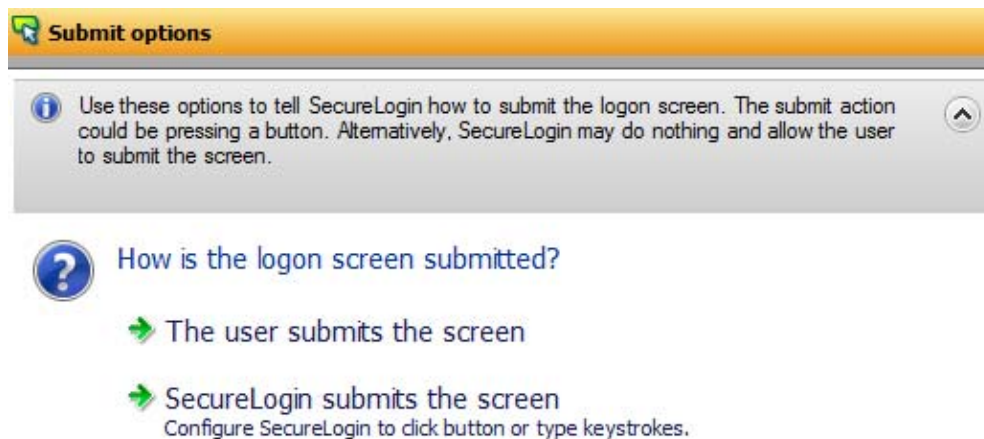 Submit options
Use these options to tell SecureLogin how to submit the logon screen. The submit action
could be pressing a button. Alternatively, SecureLogin may do nothing and allow the user
to submit the screen.
How is the logon screen submitted?
The user submits the screen
SecureLogin submits the screen
Configure SecureLogin to click button or type keystrokes.